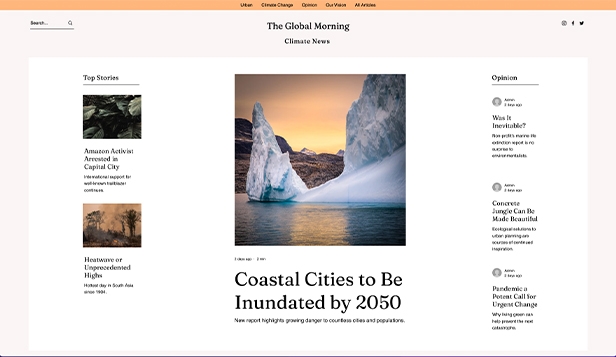 Urban Climate Change Opinion Our Vision All Articles
Search...
The Global Morning
Climate News
Top Stories
Amazon Activist
Arrested in
Capital City
International support for
well-known trailblazer
continues.
Heatwave or
Unprecedented
Highs
Hottest day in South Asia
since 1984.
2 days ago · 2 min
Coastal Cities to Be
Inundated by 2050
New report highlights growing danger to countless cities and populations.
Opinion
Admin
2 days ago
Was It
Inevitable?
Non profit's marine life
extinction report is no
surprise to
environmentalists.
Admin
2 days ago
Concrete
Jungle Can Be
Made Beautiful
Ecological solutions to
urban planning are
sources of continued
inspiration.
Admin
2 days ago
Pandemic a
Potent Call for
Urgent Change
Why living green can
help prevent the next
catastrophe.